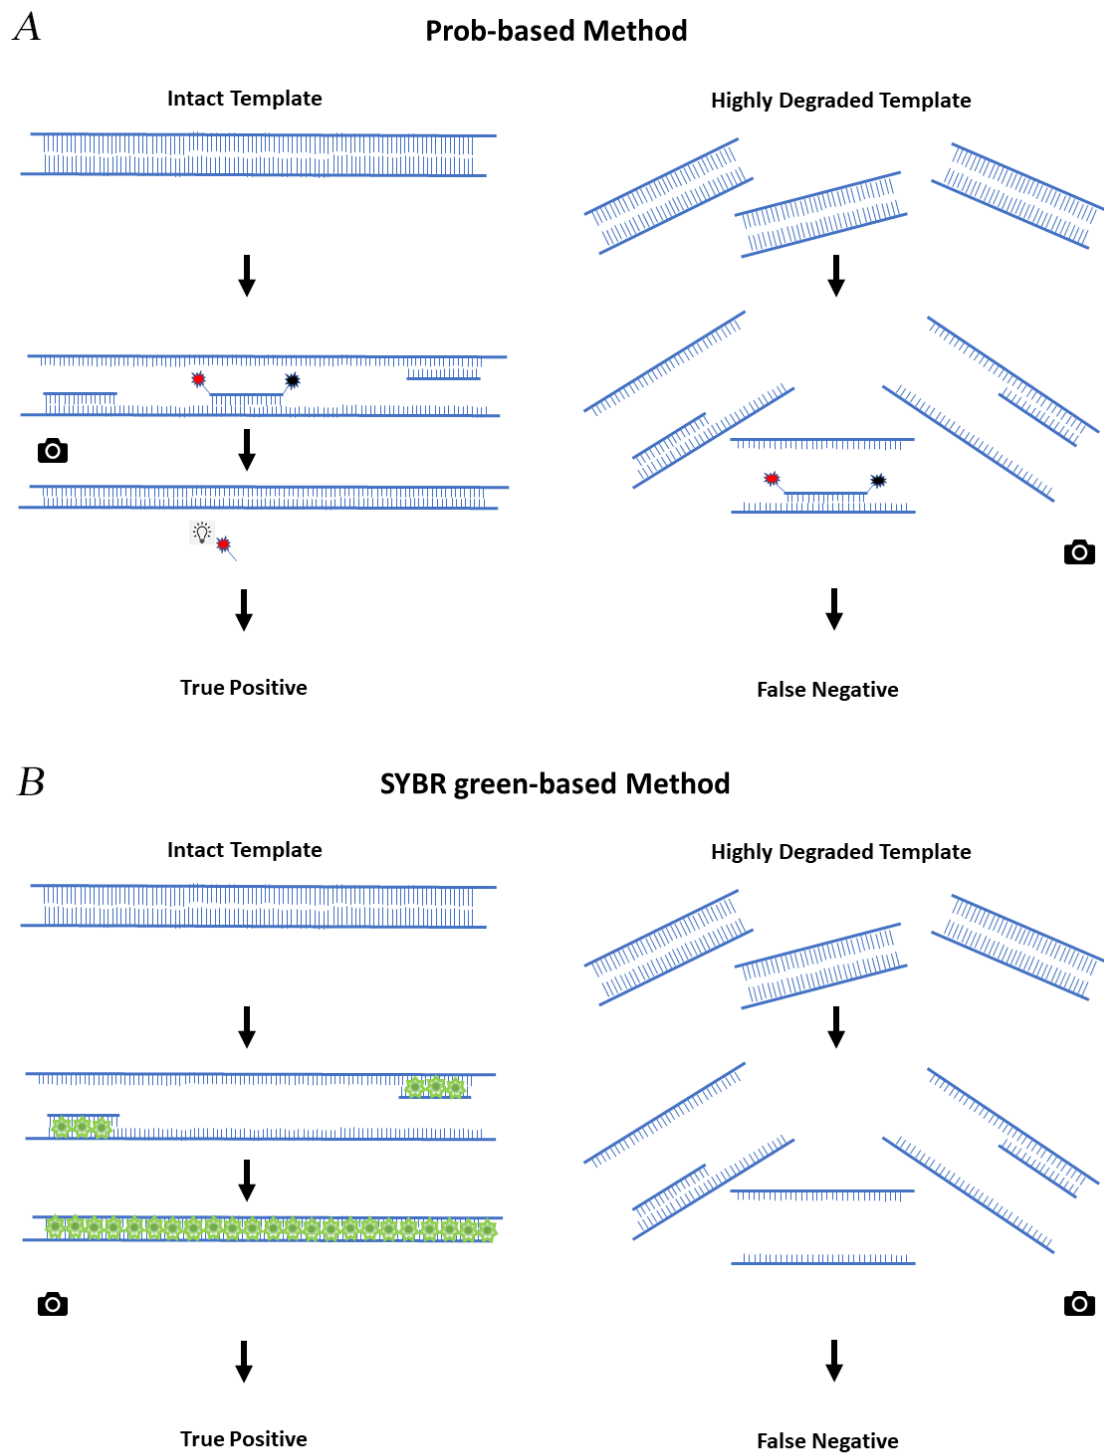 A
Prob-based Method
Intact Template
Highly Degraded Template
True Positive
False Negative
B
SYBR green-based Method
Intact Template
Highly Degraded Template
True Positive
False Negative